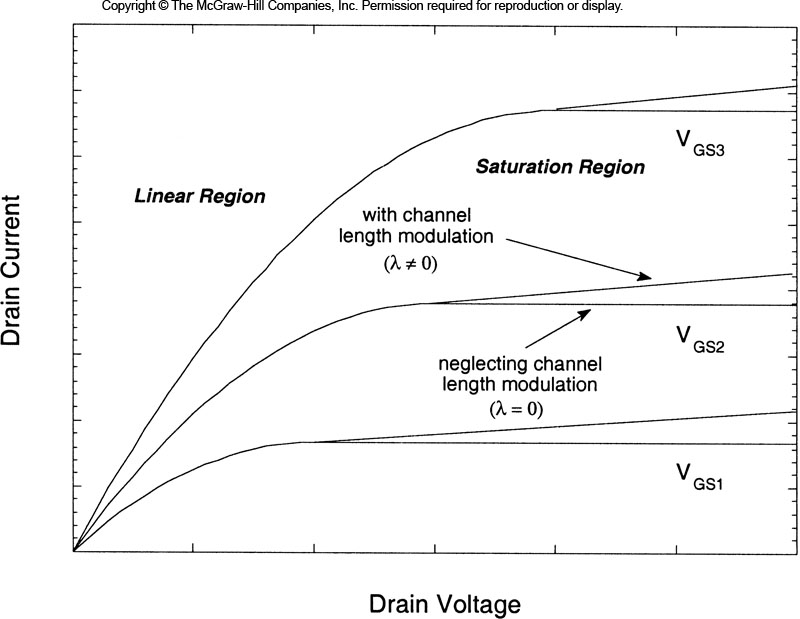 Copyright © The McGraw-Hill Companies, Inc. Permission required for reproduction or display.
Drain Current
Linear Region
Saturation Region
V GS3
with channel
length modulation
(λ ≠ 0)
V GS2
neglecting channel
length modulation
(λ = 0)
V GS1
Drain Voltage